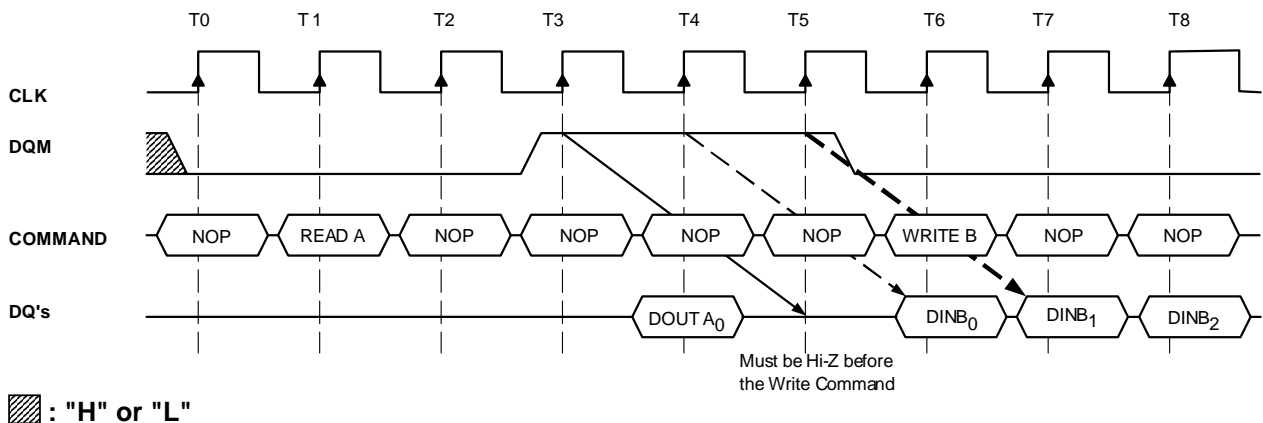 T0 T 1 T2 T3 T4 T5 T6 T7 T8
CLK
DQM
COMMAND NOP READ A NOP NOP NOP NOP WRITE B NOP NOP
DQ's DOUT A0 DINB0 DINB1 DINB2
Must be Hi-Z before
the Write Command
: "H" or "L"